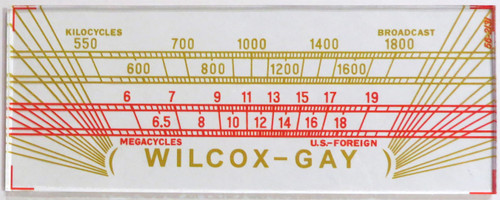 KILOCYCLES BROADCAST
550 700 1000 1400 1800
600 800 1200 1600
6 7 9 11 13 15 17 19
6.5 8 10 12 14 16 18
MEGACYCLES U.S.-FOREIGN
WILCOX-GAY